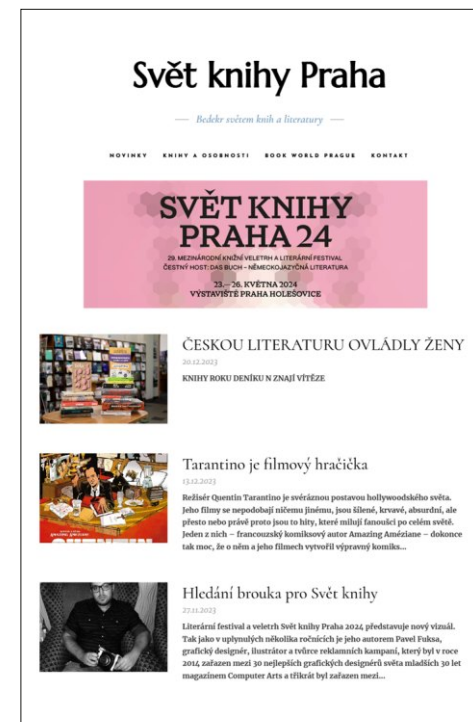 Svět knihy Praha
Bedekr světem knih a literatury
NOVINKY KNIHY A OSOBNOSTI BOOK WORLD PRAGUE KONTAKT
SVĚT KNIHY
PRAHA 24
29. MEZINÁRODNÍ KNIŽNÍ VELETRH A LITERÁRNÍ FESTIVAL
ČESTNÝ HOST: DAS BUCH – NĚMECKOJAZYČNÁ LITERATURA
23.– 26. KVĚTNA 2024
VÝSTAVIŠTĚ PRAHA HOLEŠOVICE
ČESKOU LITERATURU OVLÁDLY ŽENY
20.12.2023
KNIHY ROKU DENÍKU N ZNAJÍ VÍTĚZE
Tarantino je filmový hračička
13.12.2023
Režisér Quentin Tarantino je svéráznou postavou hollywoodského světa.
Jeho filmy se nepodobají ničemu jinému, jsou šílené, krvavé, absurdní, ale
přesto nebo právě proto jsou to hity, které milují fanoušci po celém světě.
Jeden z nich – francouzský komiksový autor Amazing Améziane – dokonce
tak moc, že o něm a jeho filmech vytvořil výpravný komiks...
QUENTIN
Hledání brouka pro Svět knihy
27.11.2023
Literární festival a veletrh Svět knihy Praha 2024 představuje nový vizuál.
Tak jako v uplynulých několika ročnících je jeho autorem Pavel Fuksa,
grafický designér, ilustrátor a tvůrce reklamních kampaní, který byl v roce
2014 zařazen mezi 30 nejlepších grafických designérů světa mladších 30 let
magazínem Computer Arts a třikrát byl zařazen mezi...